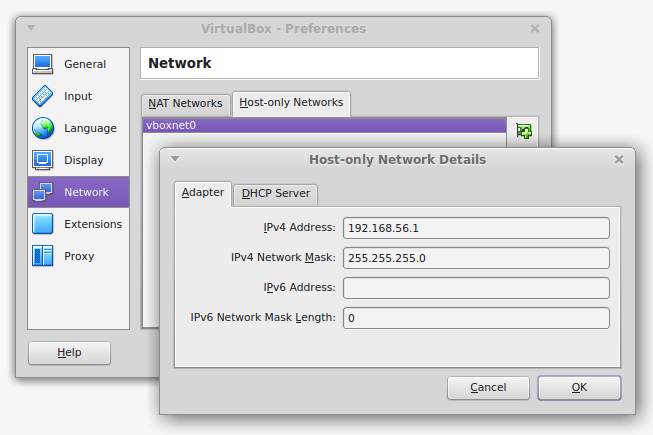 VirtualBox - Preferences
General
Input
Language
Display
Network
Extensions
Proxy
Help
Network
NAT Networks
Host-only Networks
vboxnet0
Host-only Network Details
Adapter
DHCP Server
IPv4 Address: 192.168.56.1
IPv4 Network Mask: 255.255.255.0
IPv6 Address:
IPv6 Network Mask Length: 0
Cancel
OK